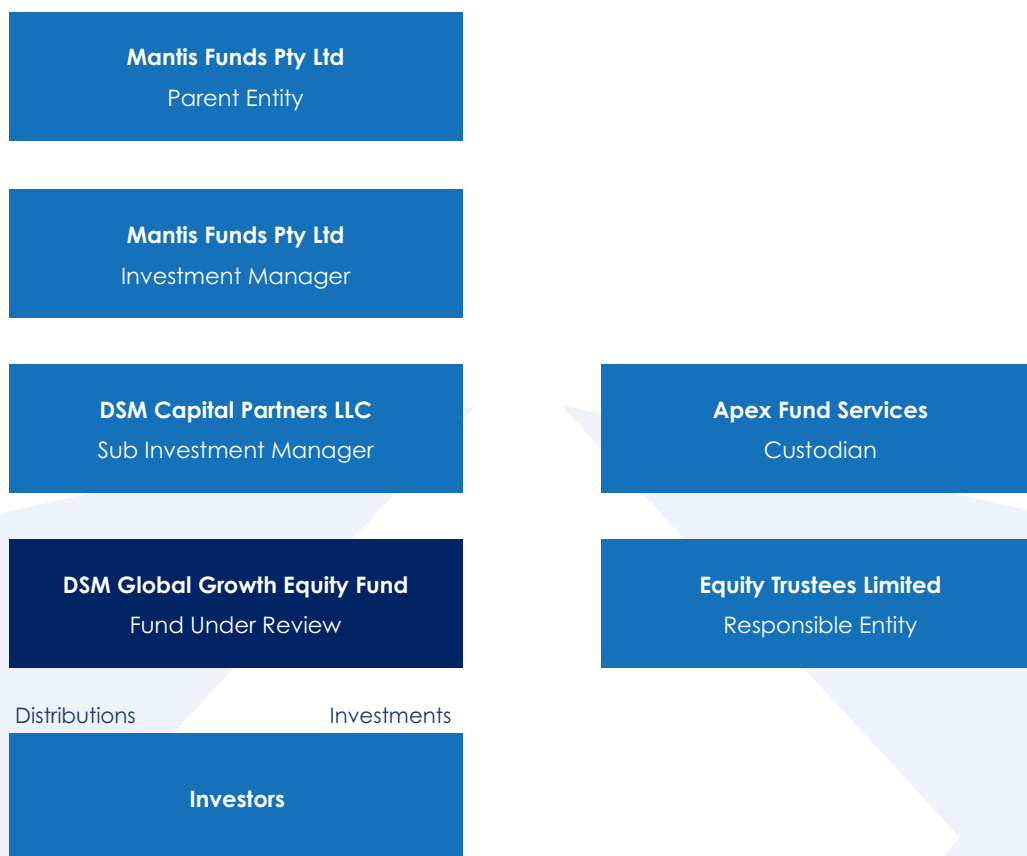 Mantis Funds Pty Ltd
Parent Entity
Mantis Funds Pty Ltd
Investment Manager
DSM Capital Partners LLC
Sub Investment Manager
Apex Fund Services
Custodian
DSM Global Growth Equity Fund
Fund Under Review
Equity Trustees Limited
Responsible Entity
Distributions
Investments
Investors